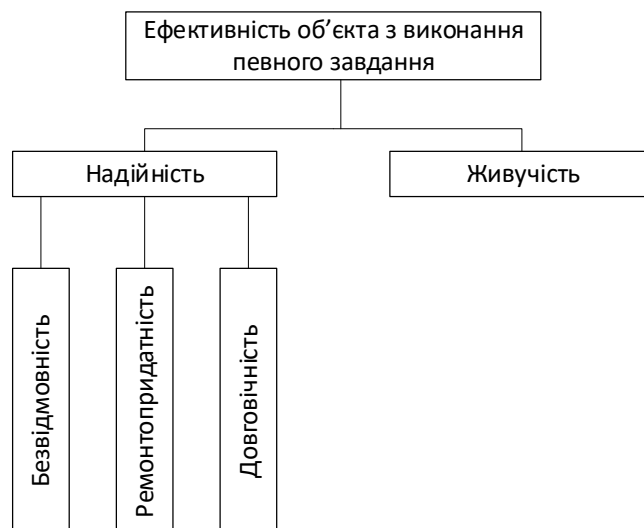 Ефективність об’єкта з виконання
певного завдання
Надійність
Живучість
Безвідмовність
Ремонтопридатність
Довговічність